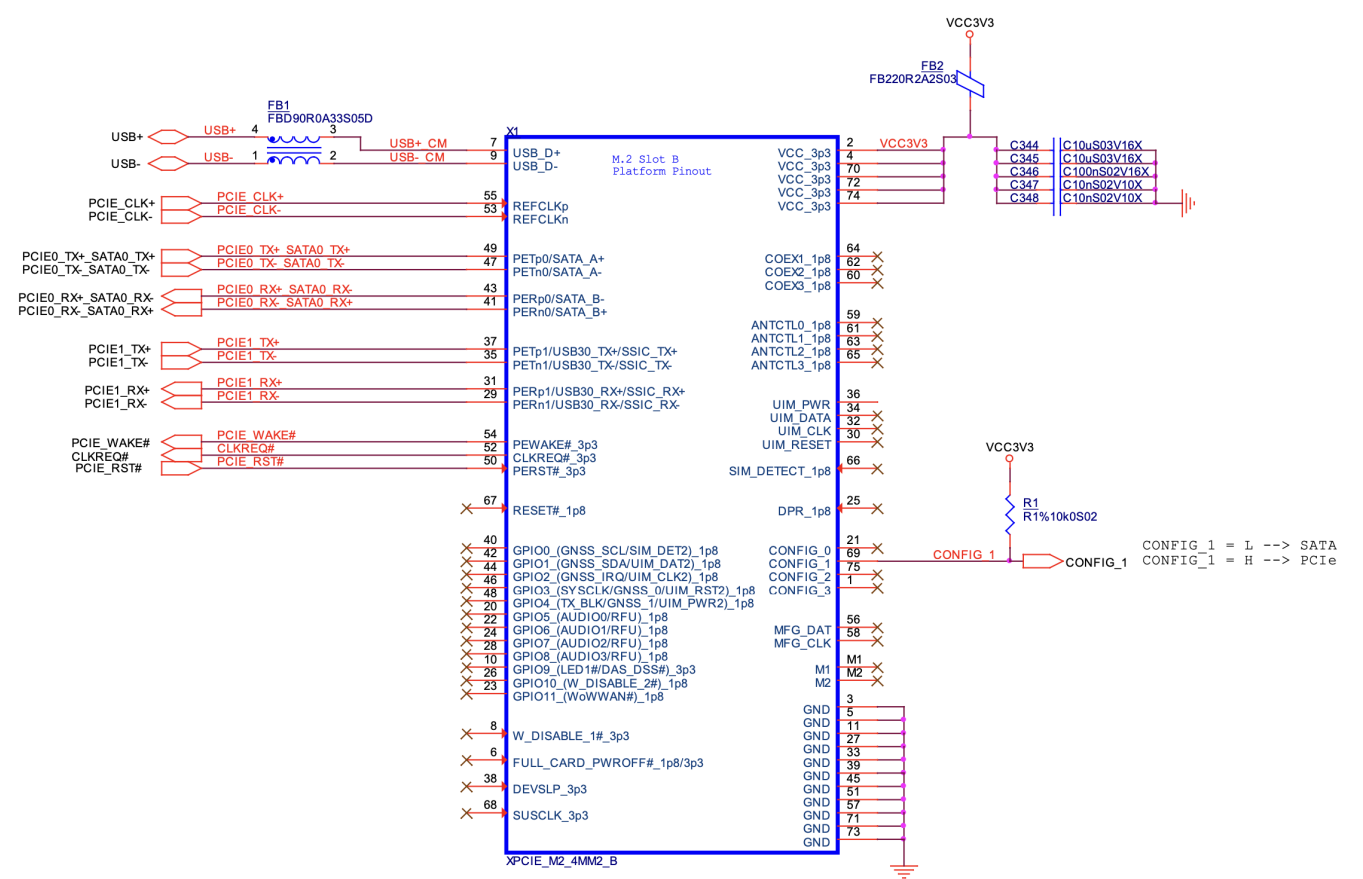 VCC3V3
FB2
FB220R2A2S03
FB1
FBD90R0A33S05D
USB+ USB+ 4 3 USB+_CM 7 USB_D+
USB- USB- 1 2 USB-_CM 9 USB_D-
X1
M.2 Slot B
Platform Pinout
PCIE_CLK+ PCIE_CLK+ 55 REFCLKp
PCIE_CLK- PCIE_CLK- 53 REFCLKn
PCIE0_TX+_SATA0_TX+ PCIE0_TX+_SATA0_TX+ 49 PETp0/SATA_A+
PCIE0_TX-_SATA0_TX- PCIE0_TX-_SATA0_TX- 47 PETn0/SATA_A-
PCIE0_RX+_SATA0_RX- PCIE0_RX+_SATA0_RX- 43 PERp0/SATA_B-
PCIE0_RX-_SATA0_RX+ PCIE0_RX-_SATA0_RX+ 41 PERn0/SATA_B+
PCIE1_TX+ PCIE1_TX+ 37 PETp1/USB30_TX+/SSIC_TX+
PCIE1_TX- PCIE1_TX- 35 PETn1/USB30_TX-/SSIC_TX-
PCIE1_RX+ PCIE1_RX+ 31 PERp1/USB30_RX+/SSIC_RX+
PCIE1_RX- PCIE1_RX- 29 PERn1/USB30_RX-/SSIC_RX-
PCIE_WAKE# PCIE_WAKE# 54 PEWAKE#_3p3
CLKREQ# CLKREQ# 52 CLKREQ#_3p3
PCIE_RST# PCIE_RST# 50 PERST#_3p3
67 RESET#_1p8
40 GPIO0_(GNSS_SCL/SIM_DET2)_1p8
42 GPIO1_(GNSS_SDA/UIM_DAT2)_1p8
44 GPIO2_(GNSS_IRQ/UIM_CLK2)_1p8
46 GPIO3_(SYSCLK/GNSS_0/UIM_RST2)_1p8
48 GPIO4_(TX_BLK/GNSS_1/UIM_PWR2)_1p8
20 GPIO5_(AUDIO0/RFU)_1p8
22 GPIO6_(AUDIO1/RFU)_1p8
24 GPIO7_(AUDIO2/RFU)_1p8
28 GPIO8_(AUDIO3/RFU)_1p8
10 GPIO9_(LED1#/DAS_DSS#)_3p3
26 GPIO10_(W_DISABLE_2#)_1p8
23 GPIO11_(WoWWAN#)_1p8
8 W_DISABLE_1#_3p3
6 FULL_CARD_PWROFF#_1p8/3p3
38 DEVSLP_3p3
68 SUSCLK_3p3
XPCIE_M2_4MM2_B
VCC_3p3 2 VCC3V3
VCC_3p3 4
VCC_3p3 70
VCC_3p3 72
VCC_3p3 74
C344 C10uS03V16X
C345 C10uS03V16X
C346 C100nS02V16X
C347 C10nS02V10X
C348 C10nS02V10X
COEX1_1p8 64
COEX2_1p8 62
COEX3_1p8 60
ANTCTL0_1p8 59
ANTCTL1_1p8 61
ANTCTL2_1p8 63
ANTCTL3_1p8 65
UIM_PWR 36
UIM_DATA 34
UIM_CLK 32
UIM_RESET 30
SIM_DETECT_1p8 66
DPR_1p8 25
CONFIG_0 21
CONFIG_1 69 CONFIG_1 CONFIG_1
CONFIG_2 75
CONFIG_3 1
VCC3V3
R1
R1%10k0S02
CONFIG_1 = L --> SATA
CONFIG_1 = H --> PCIe
MFG_DAT 56
MFG_CLK 58
M1 M1
M2 M2
GND 3
GND 5
GND 11
GND 27
GND 33
GND 39
GND 45
GND 51
GND 57
GND 71
GND 73